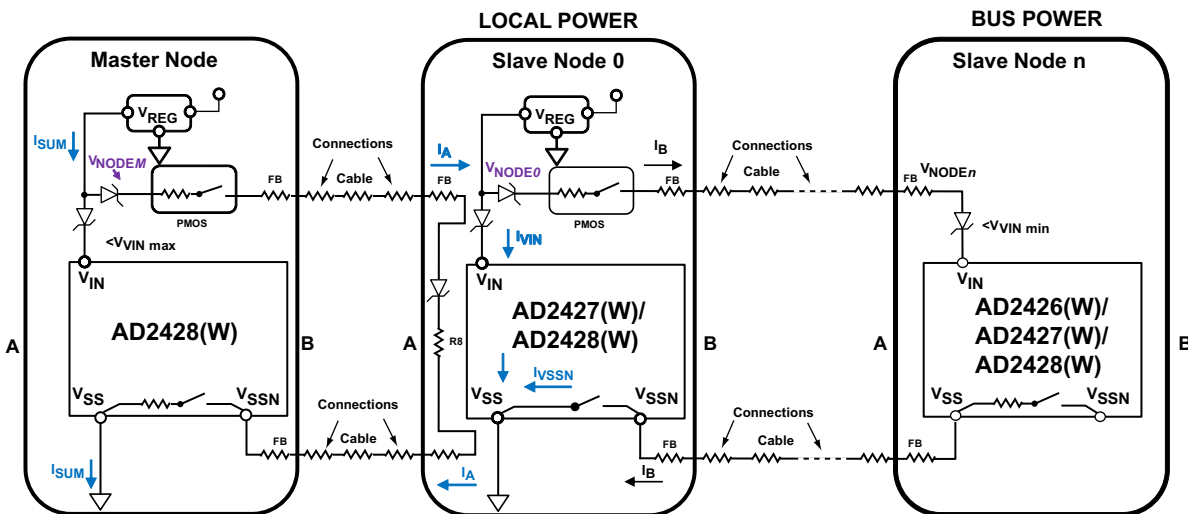 LOCAL POWER
BUS POWER
Master Node
Slave Node 0
Slave Node n
VREG
ISUM
VNODEM
PMOS
FB
Connections
Cable
FB
<VVIN max
VIN
AD2428(W)
A
B
VSS
VSSN
ISUM
FB
Connections
Cable
IA
VREG
VNODE0
PMOS
IB
FB
Connections
Cable
FB
VNODEn
IVIN
VIN
AD2427(W)/
AD2428(W)
A
R8
B
IVSSN
VSS
VSSN
IA
IB
FB
Connections
Cable
FB
<VVIN min
VIN
AD2426(W)/
AD2427(W)/
AD2428(W)
A
B
VSS
VSSN